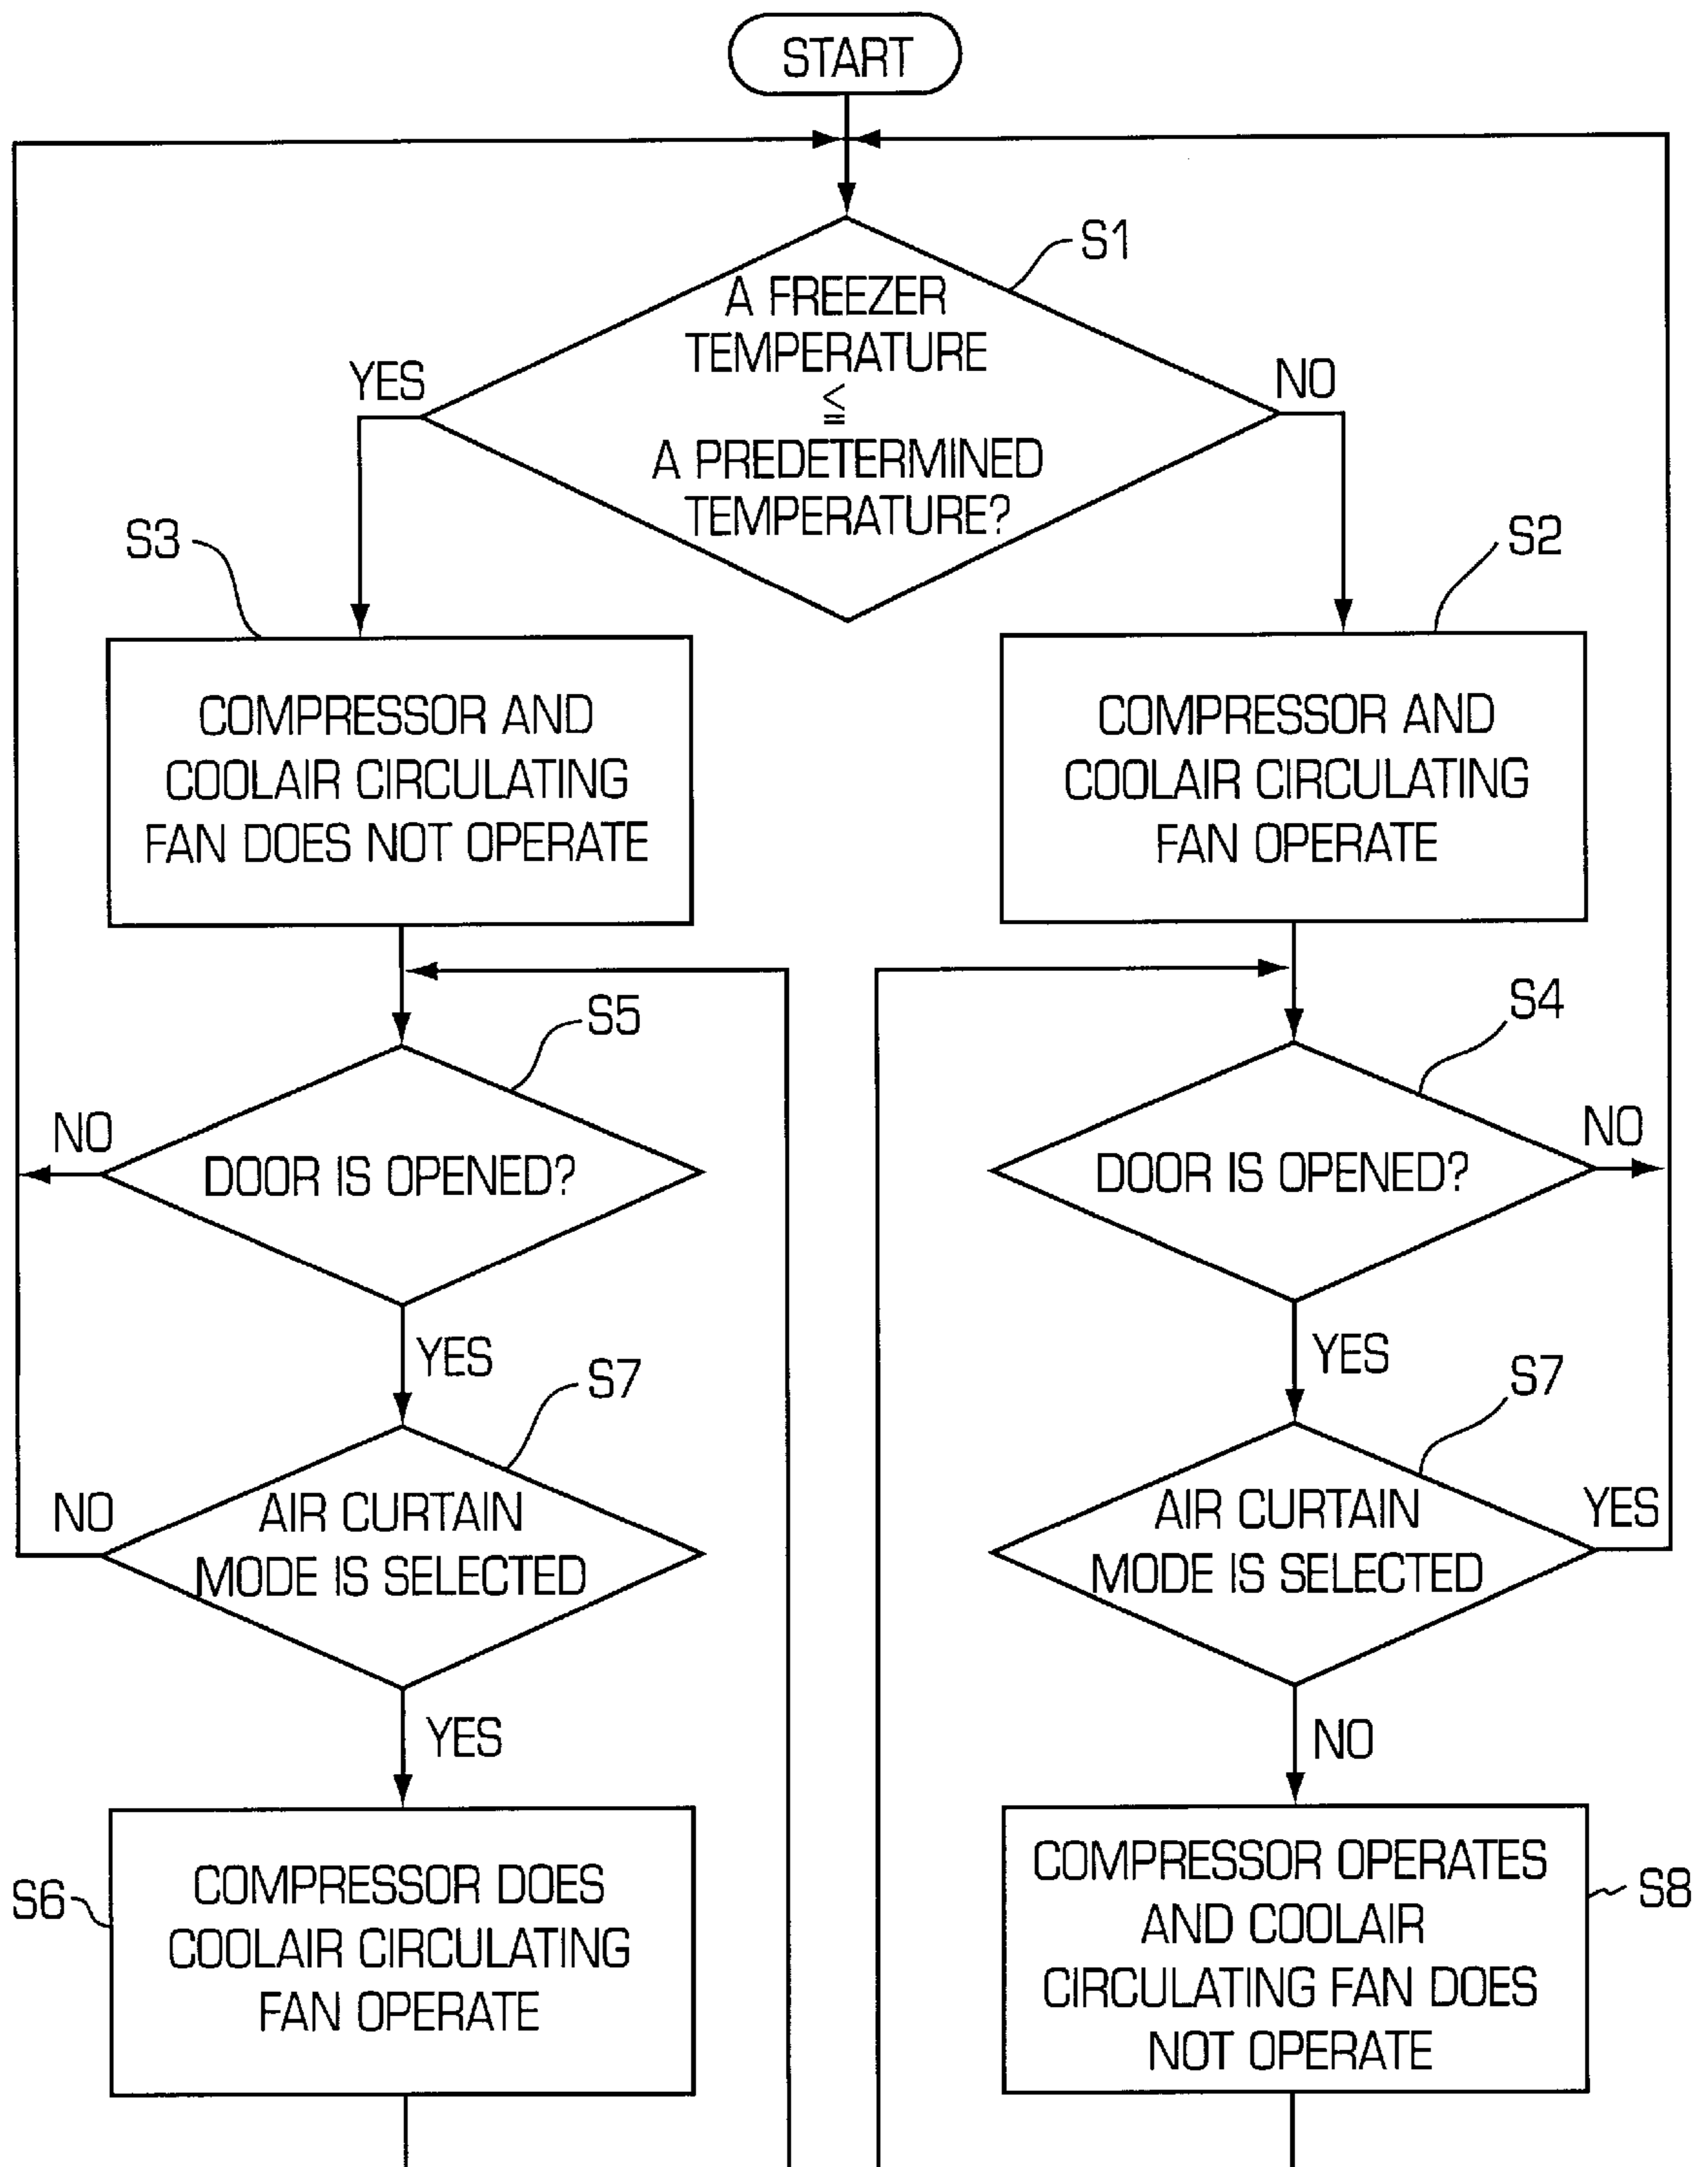 START
S1
A FREEZER
TEMPERATURE
≦
A PREDETERMINED
TEMPERATURE?
YES
NO
S3
S2
COMPRESSOR AND
COOLAIR CIRCULATING
FAN DOES NOT OPERATE
COMPRESSOR AND
COOLAIR CIRCULATING
FAN OPERATE
S5
S4
NO
DOOR IS OPENED?
DOOR IS OPENED?
NO
YES
YES
S7
S7
NO
AIR CURTAIN
MODE IS SELECTED
AIR CURTAIN
MODE IS SELECTED
YES
YES
NO
S6
COMPRESSOR DOES
COOLAIR CIRCULATING
FAN OPERATE
COMPRESSOR OPERATES
AND COOLAIR
CIRCULATING FAN DOES
NOT OPERATE
S8